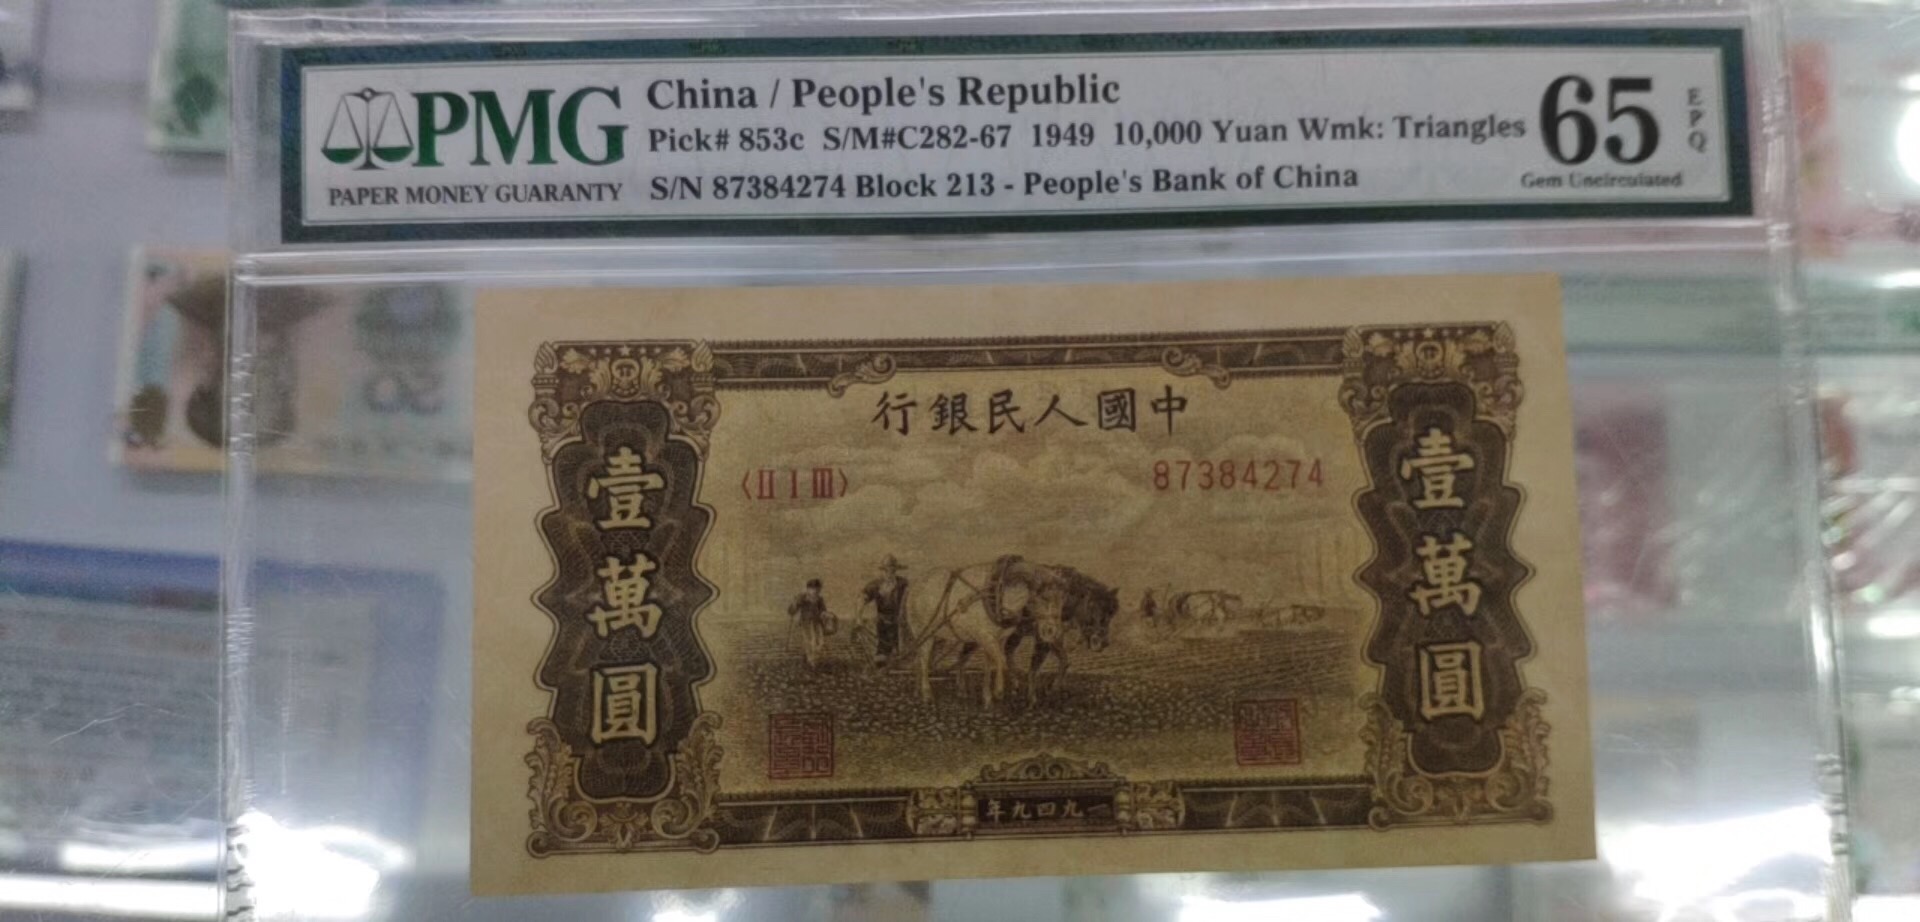 PMG
PAPER MONEY GUARANTY
China / People's Republic
Pick# 853c S/M#C282-67 1949 10,000 Yuan Wmk: Triangles
S/N 87384274 Block 213 - People's Bank of China
65
EPQ
Gem Uncirculated
行銀民人國中
〈II I III〉
87384274
壹萬圓
壹萬圓
年九四九一